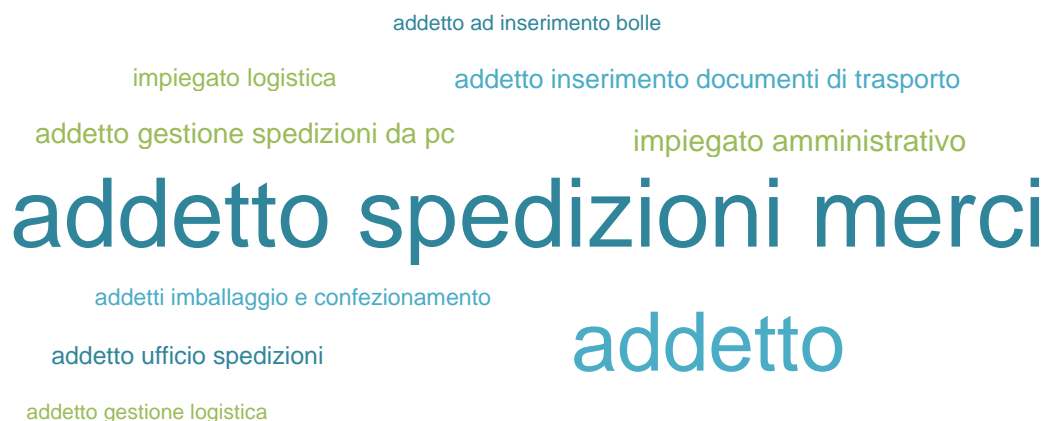 addetto ad inserimento bolle
impiegato logistica
addetto inserimento documenti di trasporto
addetto gestione spedizioni da pc
impiegato amministrativo
addetto spedizioni merci
addetti imballaggio e confezionamento
addetto
addetto ufficio spedizioni
addetto gestione logistica